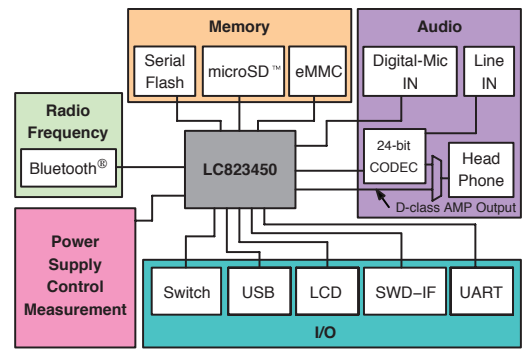 Memory
Serial
Flash
microSD™
eMMC
Audio
Digital-Mic
IN
Line
IN
Radio
Frequency
Bluetooth®
LC823450
24-bit
CODEC
Head
Phone
D-class AMP Output
Power
Supply
Control
Measurement
Switch
USB
LCD
SWD-IF
UART
I/O